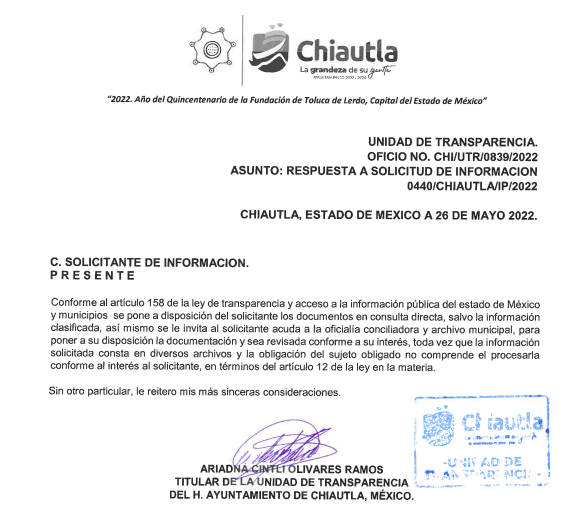 Chiautla
La grandeza de su gente
AYUNTAMIENTO 2022 - 2024
"2022. Año del Quincentenario de la Fundación de Toluca de Lerdo, Capital del Estado de México"
UNIDAD DE TRANSPARENCIA.
OFICIO NO. CHI/UTR/0839/2022
ASUNTO: RESPUESTA A SOLICITUD DE INFORMACION
0440/CHIAUTLA/IP/2022
CHIAUTLA, ESTADO DE MEXICO A 26 DE MAYO 2022.
C. SOLICITANTE DE INFORMACION.
P R E S E N T E
Conforme al artículo 158 de la ley de transparencia y acceso a la información pública del estado de México
y municipios se pone a disposición del solicitante los documentos en consulta directa, salvo la información
clasificada, así mismo se le invita al solicitante acuda a la oficialía conciliadora y archivo municipal, para
poner a su disposición la documentación y sea revisada conforme a su interés, toda vez que la información
solicitada consta en diversos archivos y la obligación del sujeto obligado no comprende el procesarla
conforme al interés al solicitante, en términos del artículo 12 de la ley en la materia.
Sin otro particular, le reitero mis más sinceras consideraciones.
Chiautla
-UNIDAD DE
TRANSPARENCIA-
ARIADNA CINTLI OLIVARES RAMOS
TITULAR DE LA UNIDAD DE TRANSPARENCIA
DEL H. AYUNTAMIENTO DE CHIAUTLA, MÉXICO.